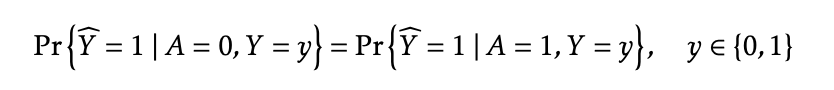 Pr{Ŷ = 1 | A = 0, Y = y} = Pr{Ŷ = 1 | A = 1, Y = y}, y ∈ {0, 1}